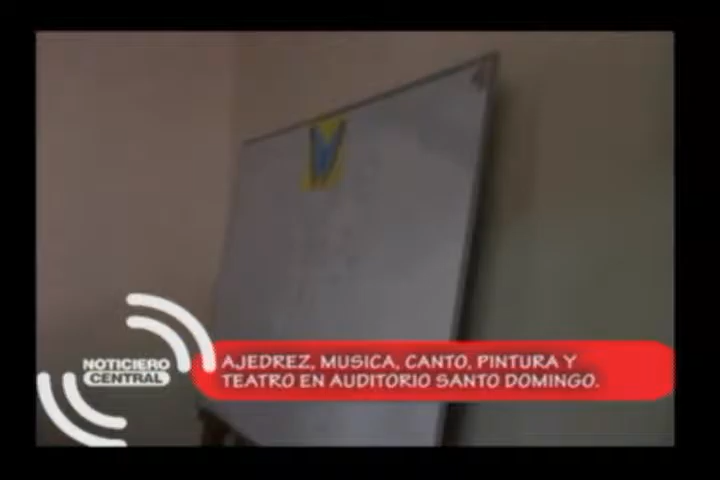 NOTICIERO
CENTRAL
AJEDREZ, MUSICA, CANTO, PINTURA Y
TEATRO EN AUDITORIO SANTO DOMINGO.